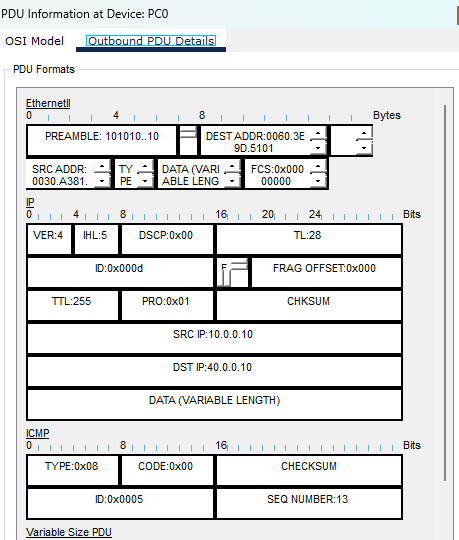 PDU Information at Device: PC0
OSI Model Outbound PDU Details
PDU Formats
EthernetII
0 4 8 Bytes
PREAMBLE: 101010..10
DEST ADDR:0060.3E
9D.5101
SRC ADDR:
0030.A381.
TY
PE
DATA (VARI
ABLE LENG
FCS:0x000
00000
IP
0 4 8 16 20 24 Bits
VER:4 IHL:5 DSCP:0x00 TL:28
ID:0x000d F FRAG OFFSET:0x000
TTL:255 PRO:0x01 CHKSUM
SRC IP:10.0.0.10
DST IP:40.0.0.10
DATA (VARIABLE LENGTH)
ICMP
0 8 16 Bits
TYPE:0x08 CODE:0x00 CHECKSUM
ID:0x0005 SEQ NUMBER:13
Variable Size PDU